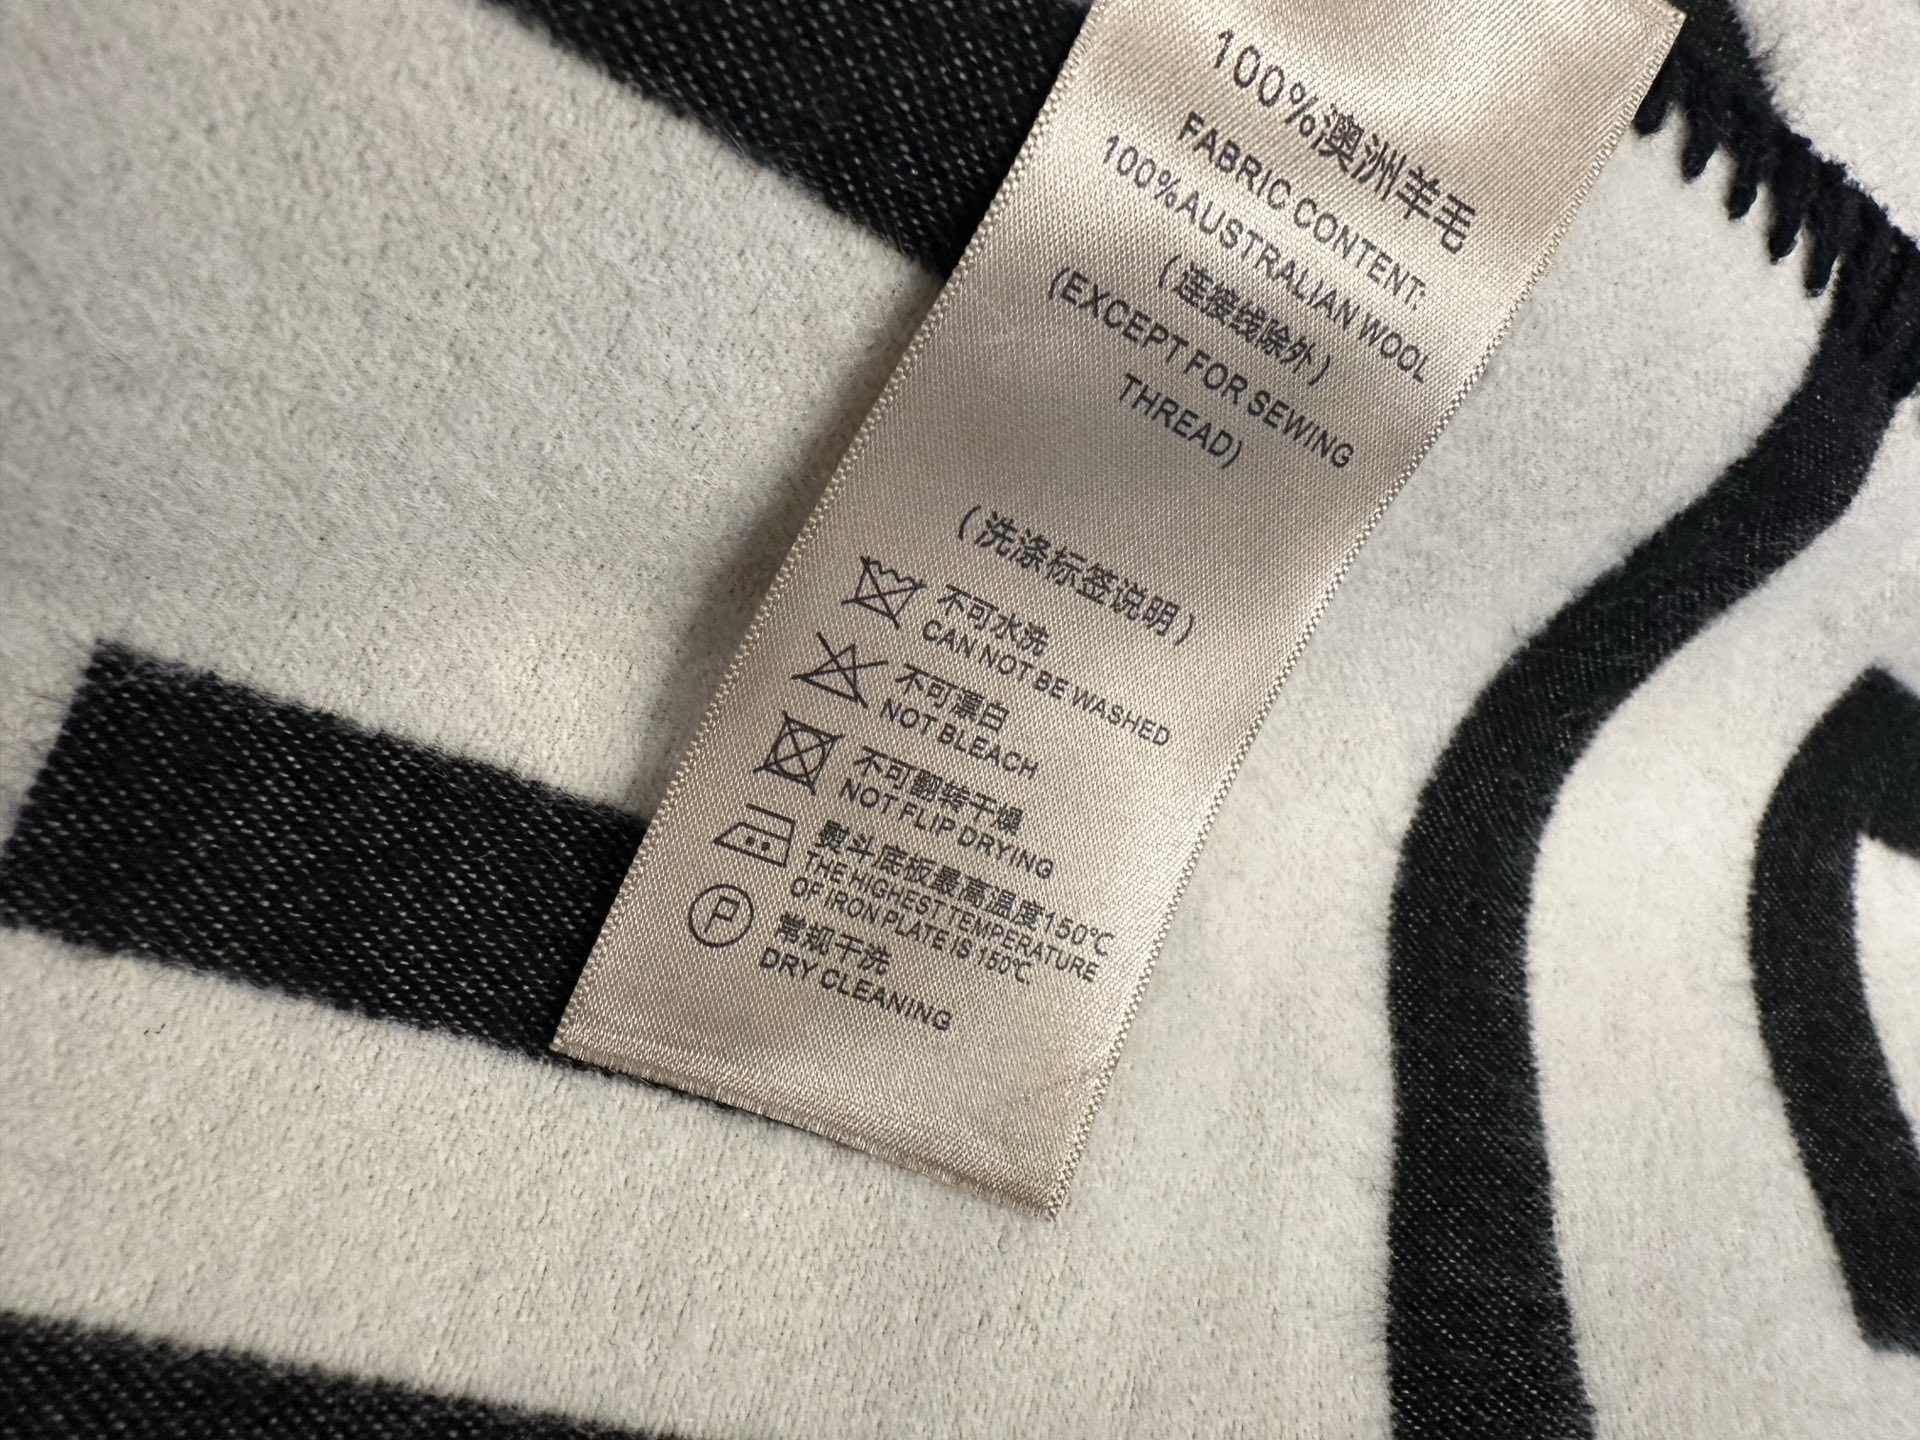 100%澳洲羊毛
FABRIC CONTENT:
100%AUSTRALIAN WOOL
(连接线除外)
(EXCEPT FOR SEWING
THREAD)
(洗涤标签说明)
不可水洗
CAN NOT BE WASHED
不可漂白
NOT BLEACH
不可翻转干燥
NOT FLIP DRYING
熨斗底板最高温度150℃
THE HIGHEST TEMPERATURE
OF IRON PLATE IS 150℃
P
常规干洗
DRY CLEANING